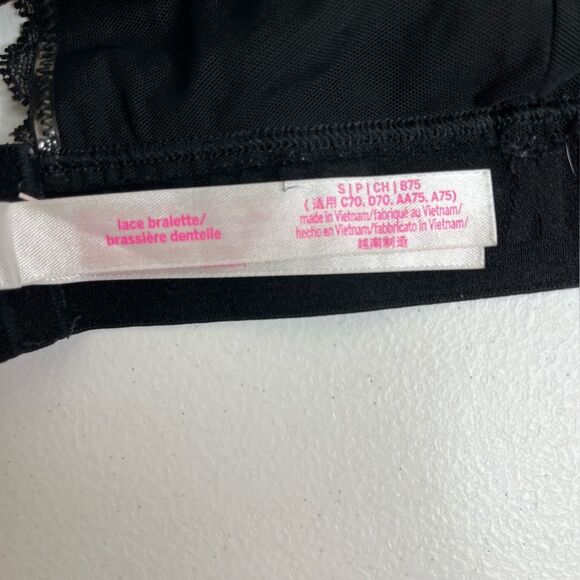 lace bralette/
brassière dentelle
S | P | CH | B75
(适用 C70, D70, AA75, A75)
made in Vietnam/fabriqué au Vietnam/
hecho en Vietnam/fabbricato in Vietnam/
越南制造